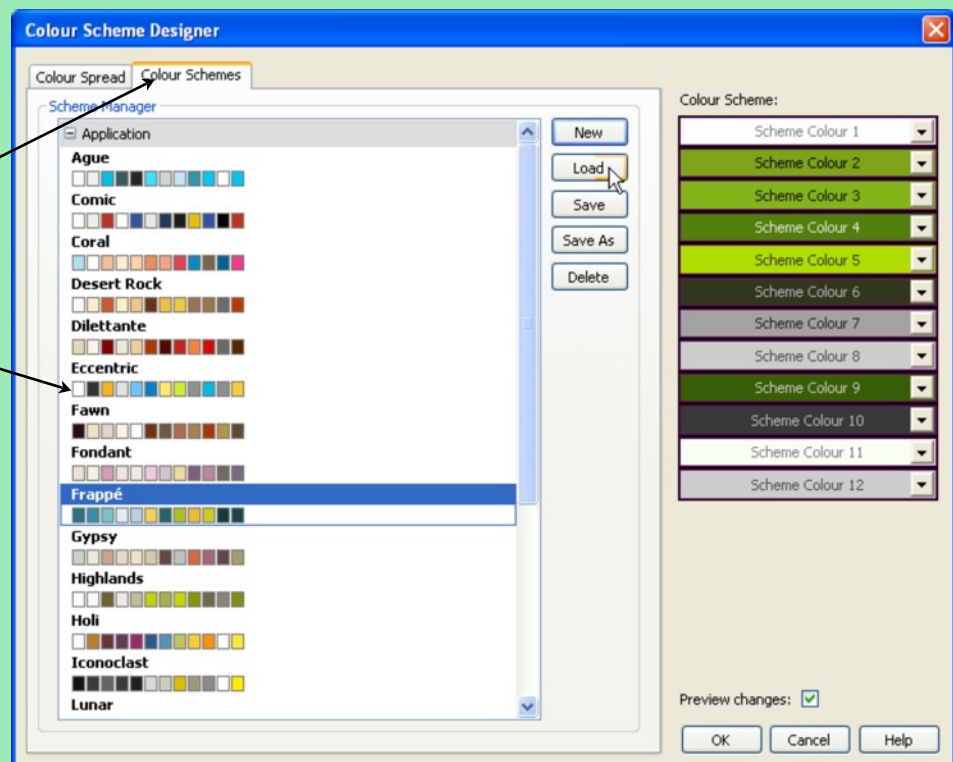 Colour Scheme Designer
Colour Spread
Colour Schemes
Scheme Manager
Application
Ague
Comic
Coral
Desert Rock
Dilettante
Eccentric
Fawn
Fondant
Frappé
Gypsy
Highlands
Holi
Iconoclast
Lunar
New
Load
Save
Save As
Delete
Colour Scheme:
Scheme Colour 1
Scheme Colour 2
Scheme Colour 3
Scheme Colour 4
Scheme Colour 5
Scheme Colour 6
Scheme Colour 7
Scheme Colour 8
Scheme Colour 9
Scheme Colour 10
Scheme Colour 11
Scheme Colour 12
Preview changes:
OK
Cancel
Help